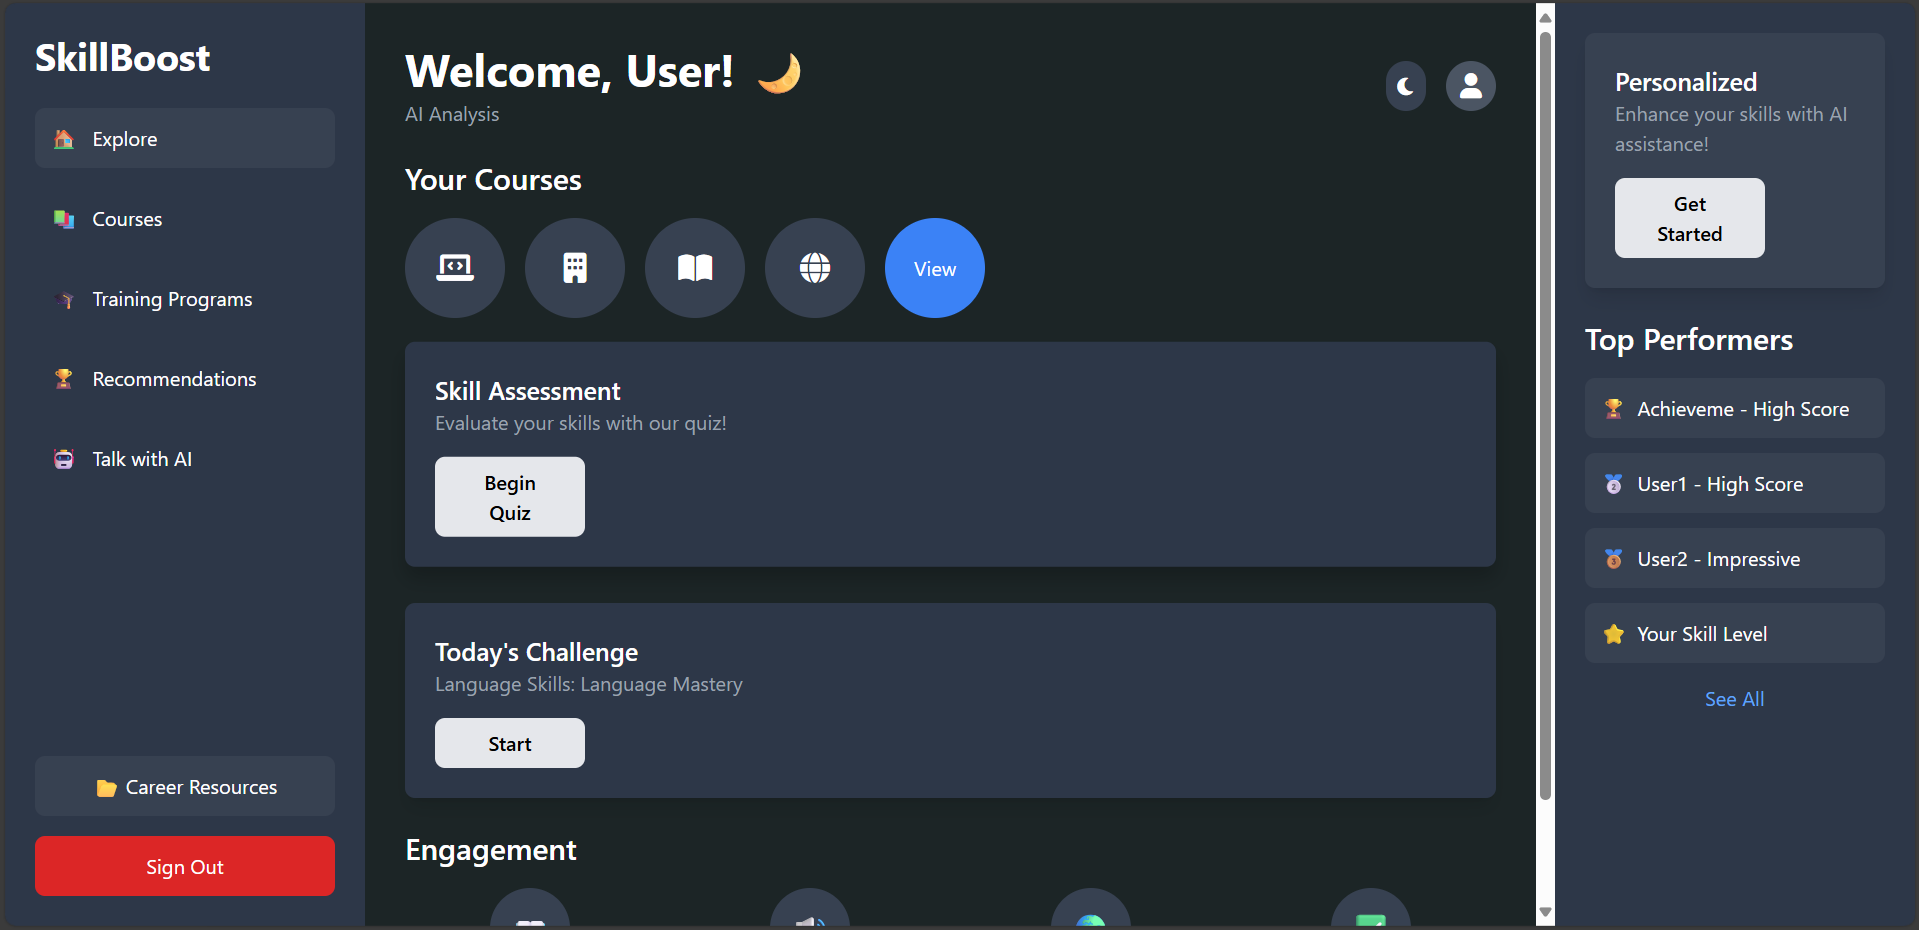 SkillBoost
Explore
Courses
Training Programs
Recommendations
Talk with AI
Career Resources
Sign Out
Welcome, User!
AI Analysis
Your Courses
View
Skill Assessment
Evaluate your skills with our quiz!
Begin
Quiz
Today's Challenge
Language Skills: Language Mastery
Start
Engagement
Personalized
Enhance your skills with AI
assistance!
Get
Started
Top Performers
Achieveme - High Score
User1 - High Score
User2 - Impressive
Your Skill Level
See All